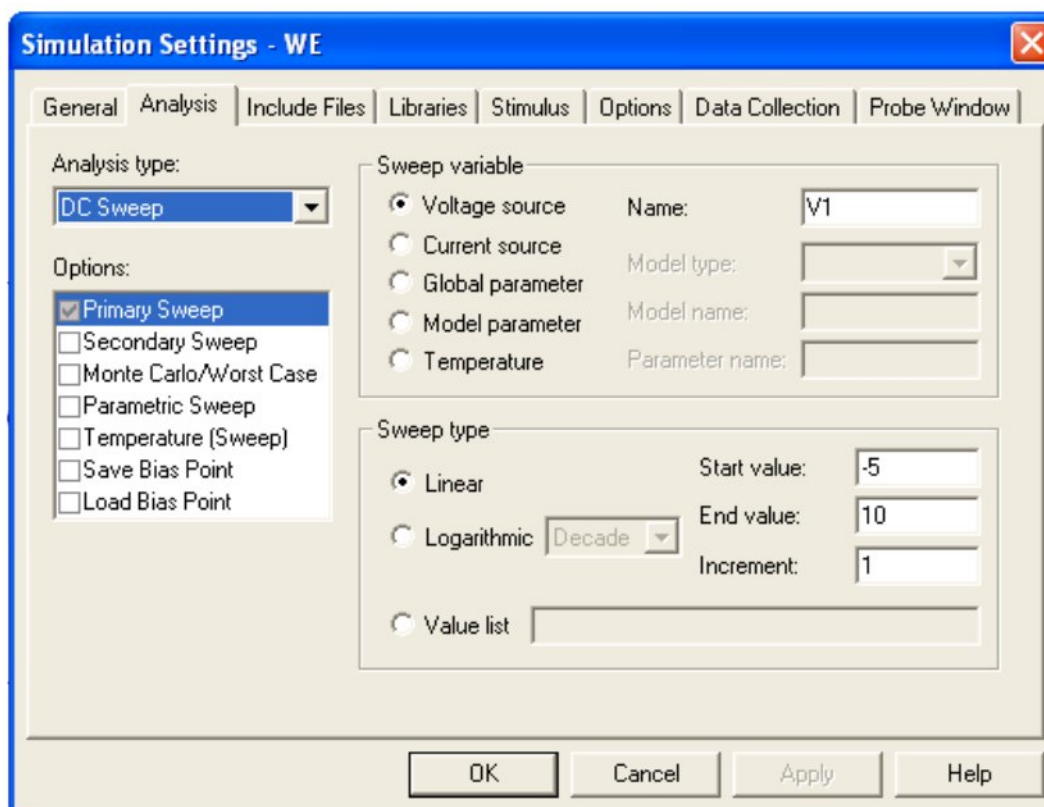 Simulation Settings - WE
General Analysis Include Files Libraries Stimulus Options Data Collection Probe Window
Analysis type:
DC Sweep
Options:
Primary Sweep
Secondary Sweep
Monte Carlo/Worst Case
Parametric Sweep
Temperature (Sweep)
Save Bias Point
Load Bias Point
Sweep variable
Voltage source
Current source
Global parameter
Model parameter
Temperature
Name: V1
Model type:
Model name:
Parameter name:
Sweep type
Linear
Logarithmic Decade
Value list
Start value: -5
End value: 10
Increment: 1
OK Cancel Apply Help